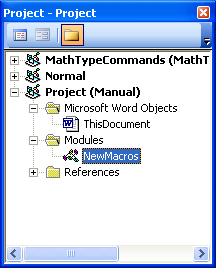 Project - Project
MathTypeCommands (MathT
Normal
Project (Manual)
Microsoft Word Objects
ThisDocument
Modules
NewMacros
References